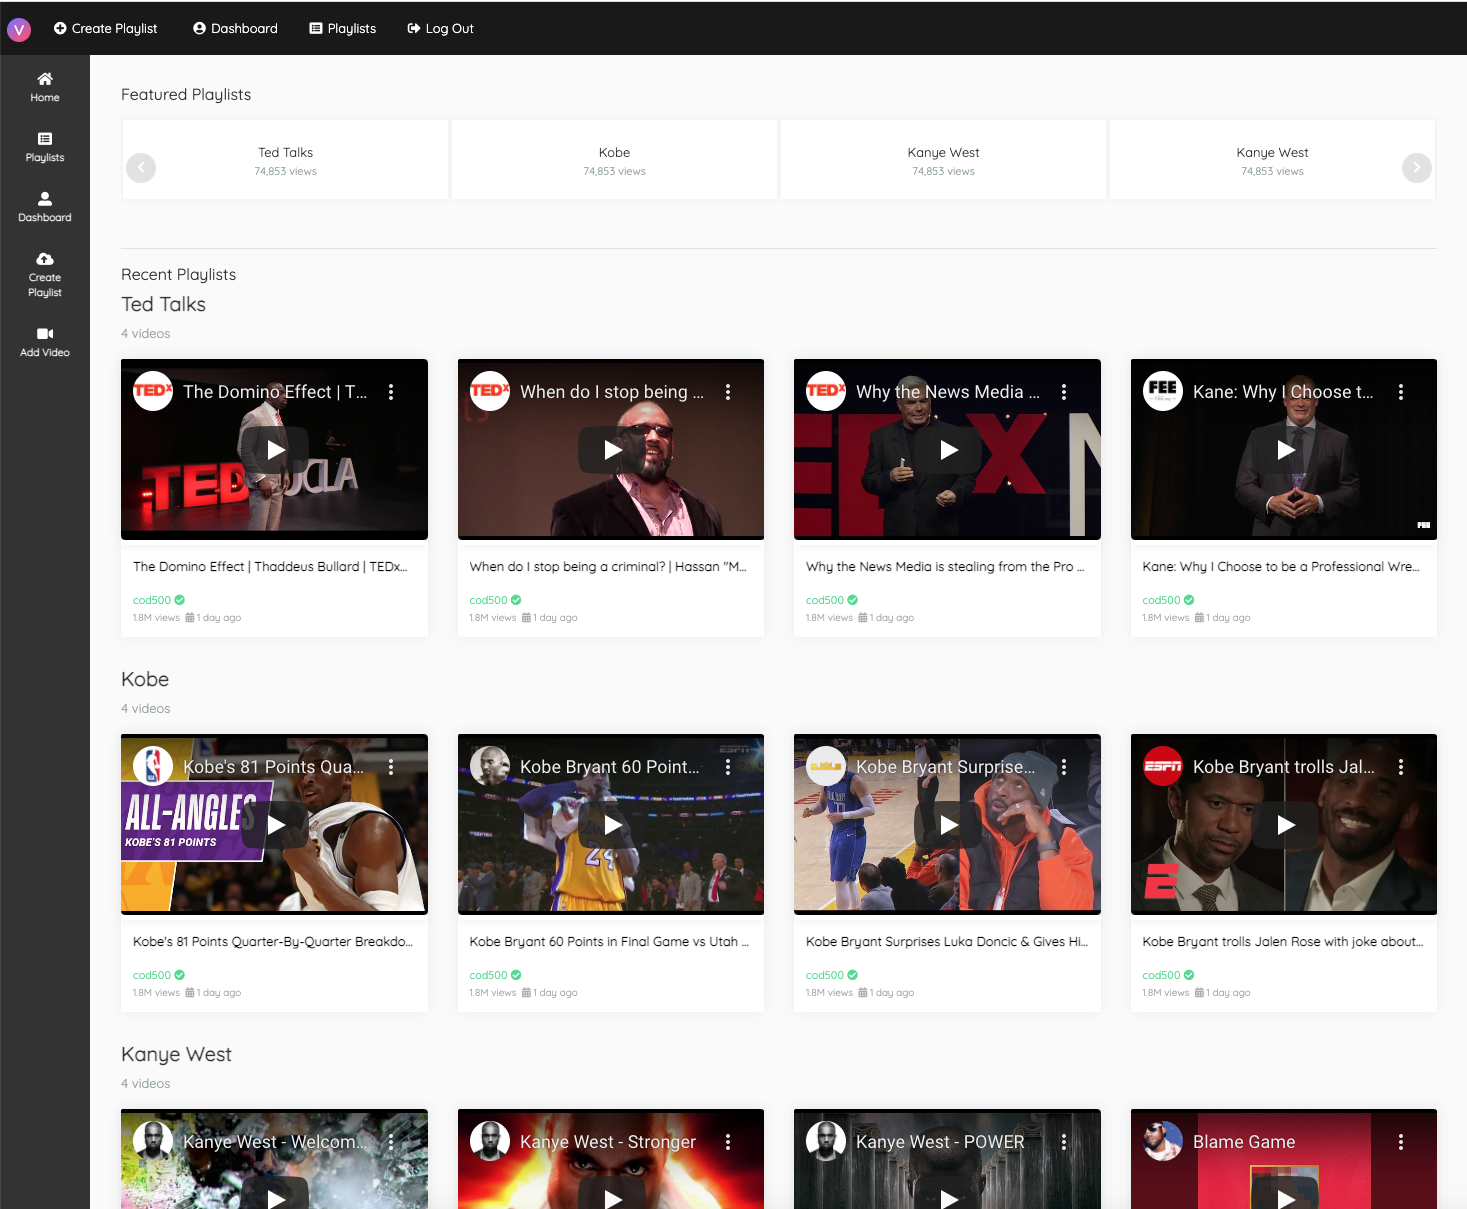 V Create Playlist Dashboard Playlists Log Out
Home
Playlists
Dashboard
Create
Playlist
Add Video
Featured Playlists
Ted Talks
74,853 views
Kobe
74,853 views
Kanye West
74,853 views
Kanye West
74,853 views
Recent Playlists
Ted Talks
4 videos
TEDx The Domino Effect | T...
TED UCLA
The Domino Effect | Thaddeus Bullard | TEDx...
cod500
1.8M views 1 day ago
TEDx When do I stop being ...
When do I stop being a criminal? | Hassan "M...
cod500
1.8M views 1 day ago
TEDx Why the News Media ...
Why the News Media is stealing from the Pro ...
cod500
1.8M views 1 day ago
FEE Kane: Why I Choose t...
FEE
Kane: Why I Choose to be a Professional Wre...
cod500
1.8M views 1 day ago
Kobe
4 videos
Kobe's 81 Points Qua...
ALL-ANGLES
KOBE'S 81 POINTS
Kobe's 81 Points Quarter-By-Quarter Breakdo...
cod500
1.8M views 1 day ago
ESPN
Kobe Bryant 60 Point...
24
Kobe Bryant 60 Points in Final Game vs Utah ...
cod500
1.8M views 1 day ago
Kobe Bryant Surprise...
77
Kobe Bryant Surprises Luka Doncic & Gives Hi...
cod500
1.8M views 1 day ago
ESPN Kobe Bryant trolls Jal...
E
Kobe Bryant trolls Jalen Rose with joke about...
cod500
1.8M views 1 day ago
Kanye West
4 videos
Kanye West - Welcom...
Kanye West - Stronger
Kanye West - POWER
Blame Game